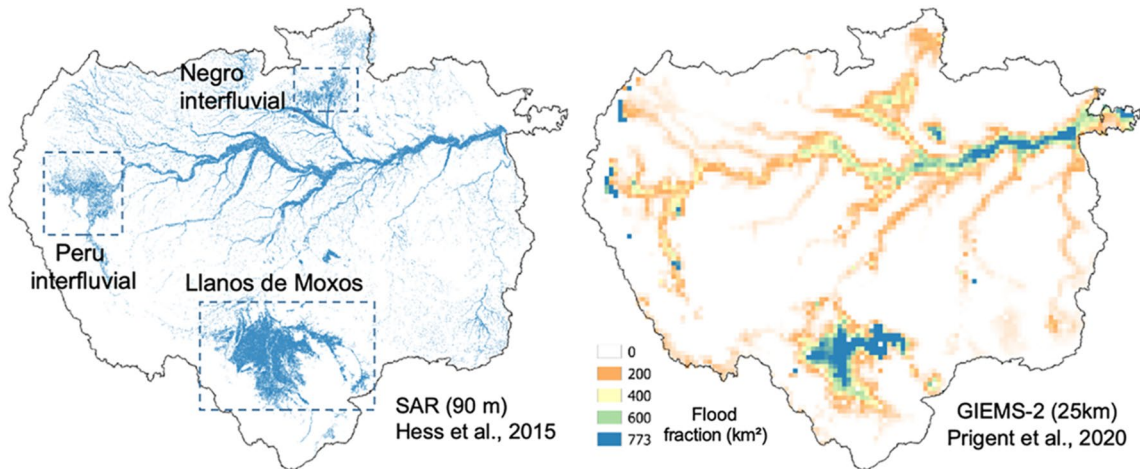 Negro
interfluvial
Peru
interfluvial
Llanos de Moxos
SAR (90 m)
Hess et al., 2015
0
200
400
600
773
Flood
fraction (km²)
GIEMS-2 (25km)
Prigent et al., 2020